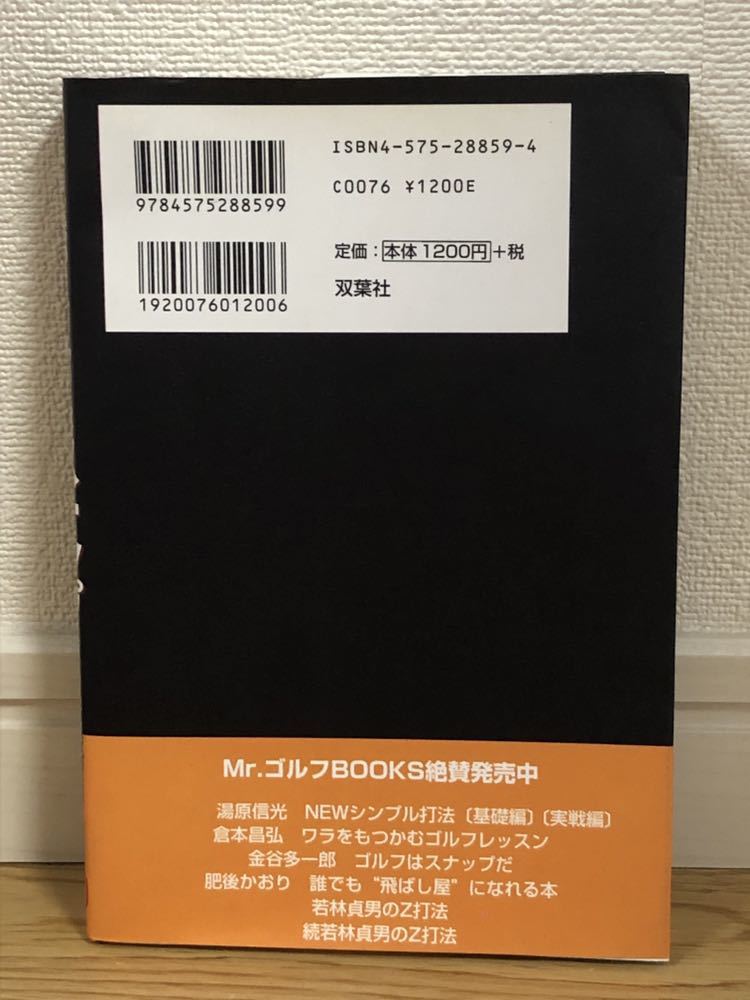 ISBN4-575-28859-4
9784575288599
C0076 ¥1200E
定価：本体1200円+税
1920076012006
双葉社
Mr.ゴルフBOOKS絶賛発売中
湯原信光　NEWシンプル打法〔基礎編〕〔実戦編〕
倉本昌弘　ワラをもつかむゴルフレッスン
金谷多一郎　ゴルフはスナップだ
肥後かおり　誰でも“飛ばし屋”になれる本
若林貞男のZ打法
続若林貞男のZ打法